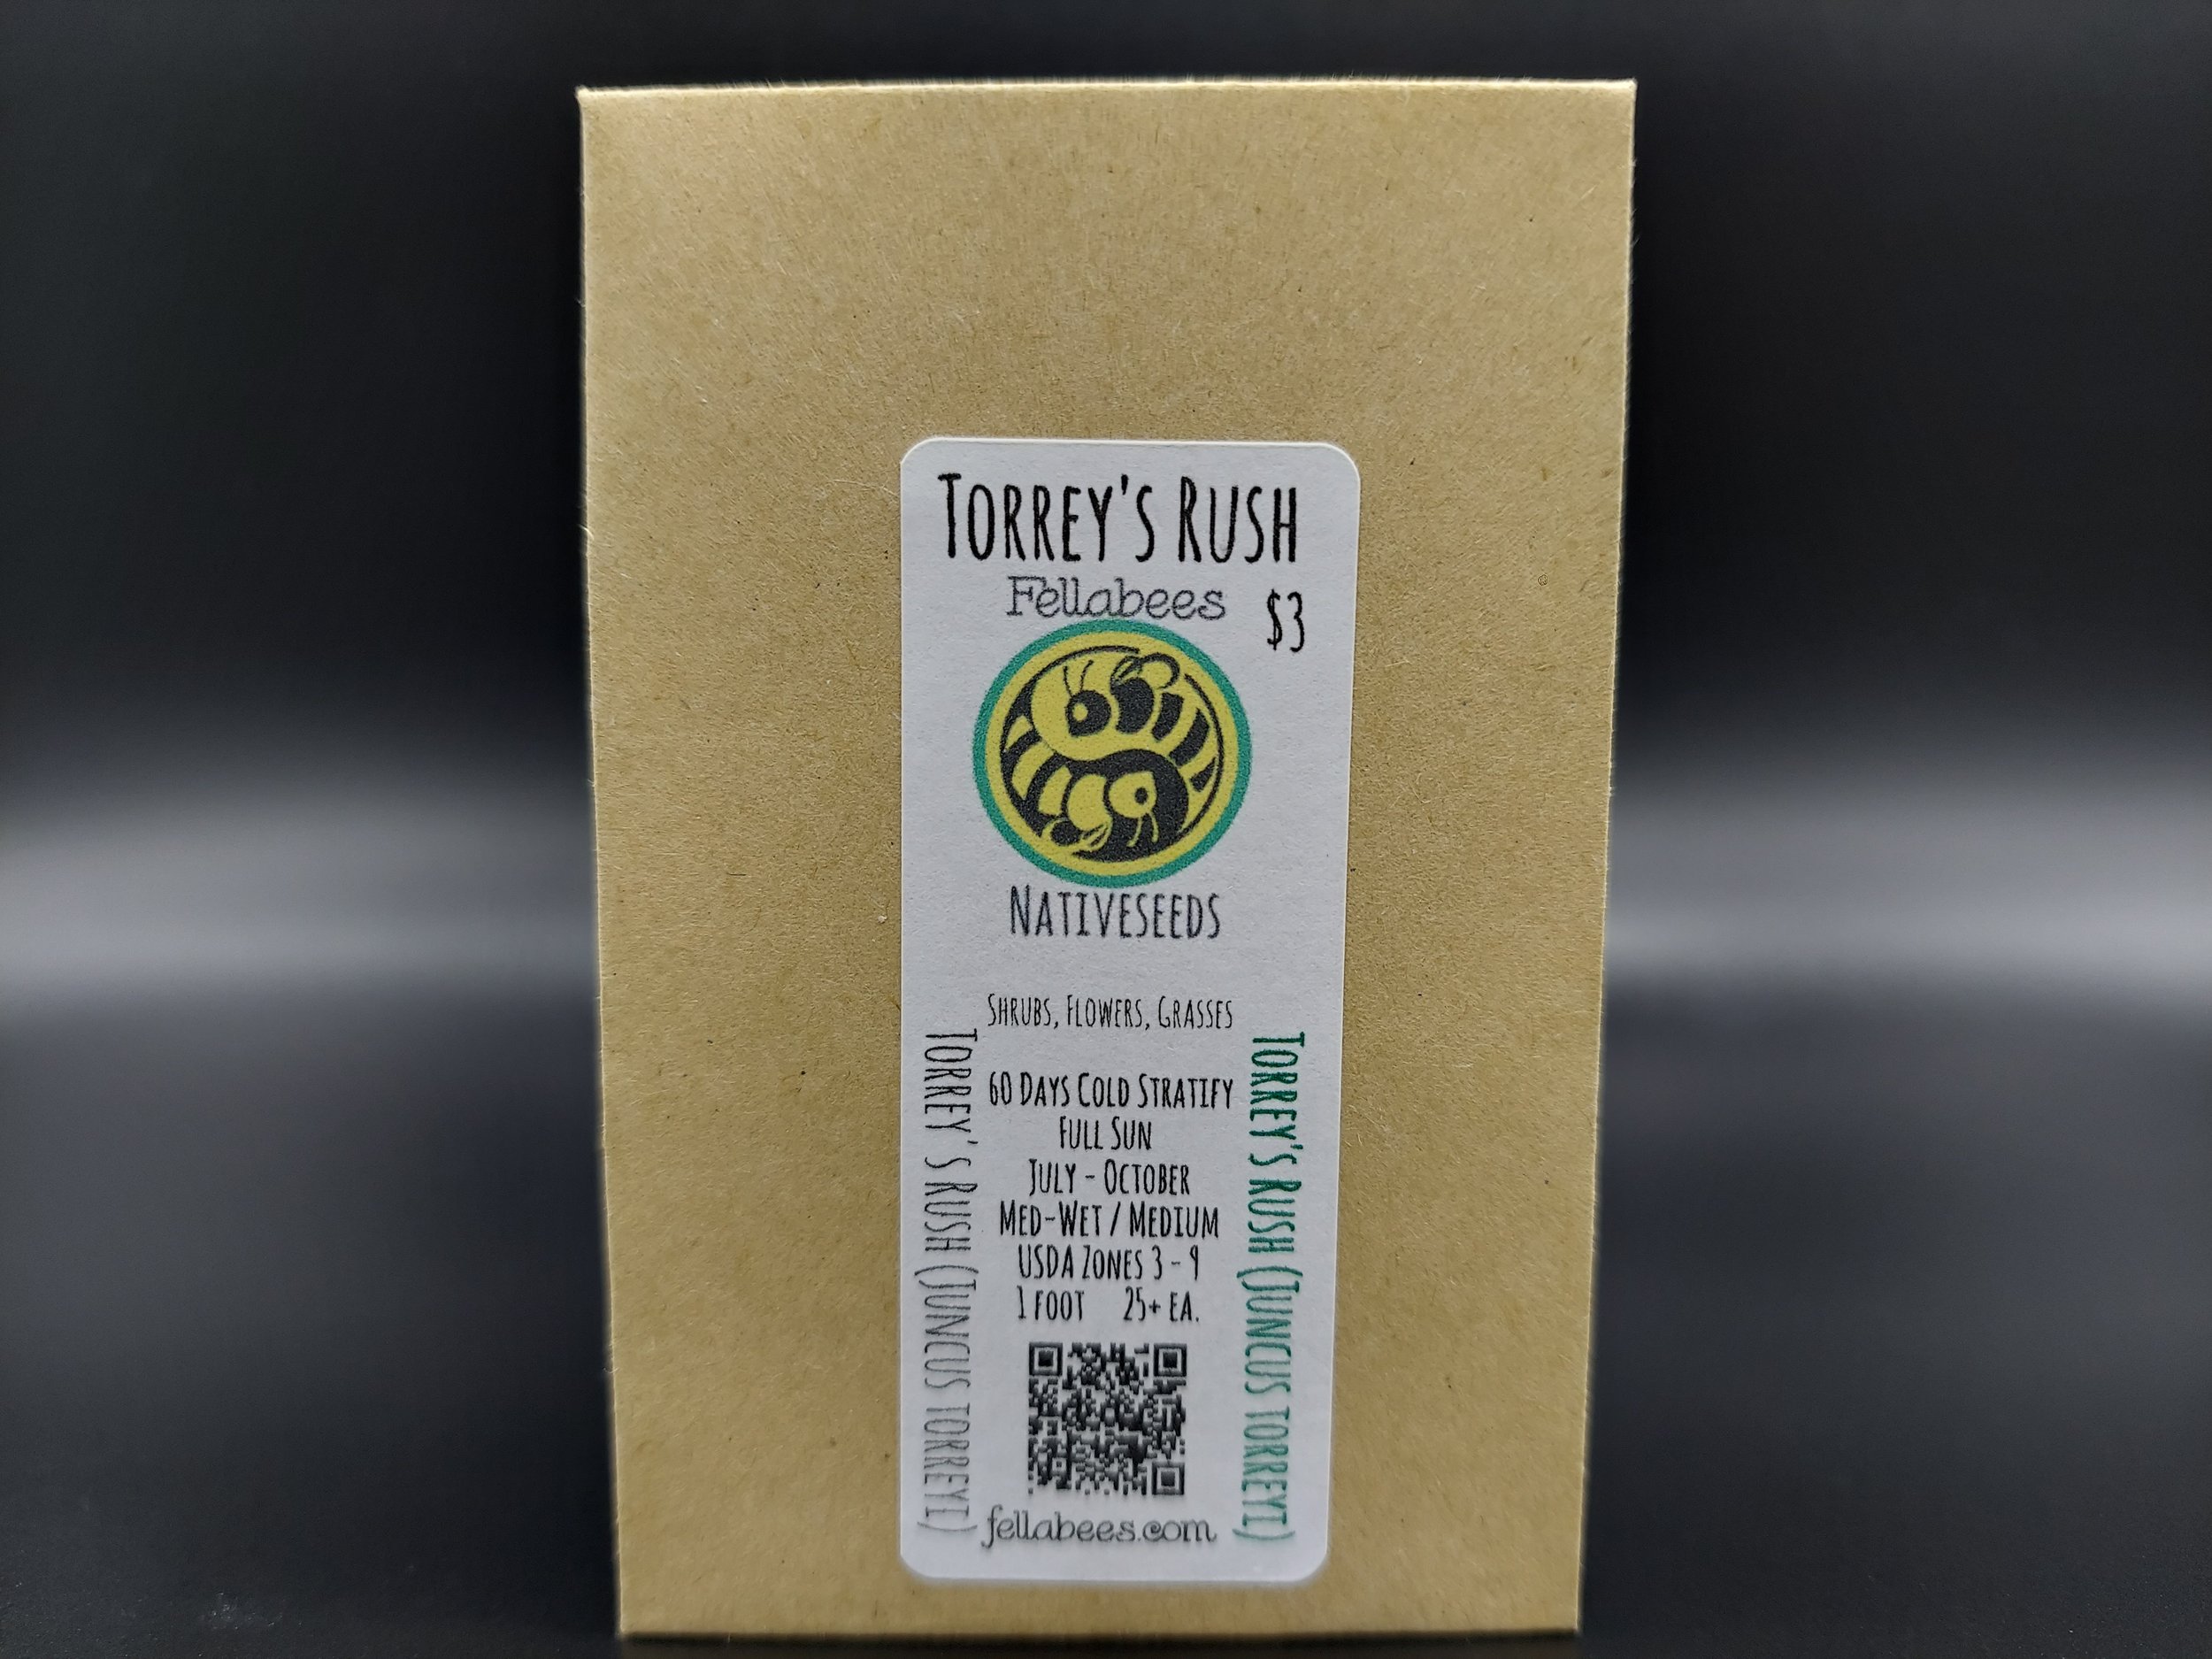 Torrey's Rush
Fellabees
$3
Nativeseeds
Shrubs, Flowers, Grasses
60 Days Cold Stratify
Full Sun
July - October
Med-Wet / Medium
USDA Zones 3 - 9
1 foot 25+ ea.
Torrey's Rush (Juncus torreyi)
Torrey's Rush (Juncus torreyi)
fellabees.com